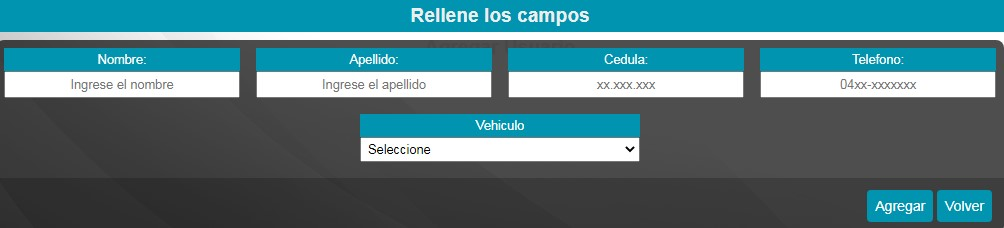 Rellene los campos
Nombre: Apellido: Cedula: Telefono:
Ingrese el nombre Ingrese el apellido xx.xxx.xxx 04xx-xxxxxxx
Vehiculo
Seleccione
Agregar Volver